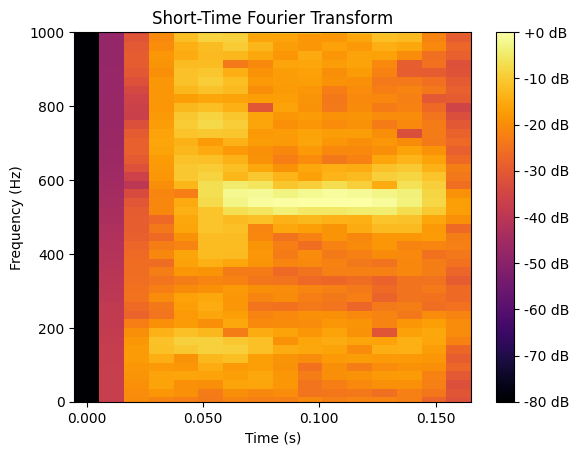 Short-Time Fourier Transform
1000
800
600
400
200
0
Frequency (Hz)
0.000
0.050
0.100
0.150
Time (s)
+0 dB
-10 dB
-20 dB
-30 dB
-40 dB
-50 dB
-60 dB
-70 dB
-80 dB